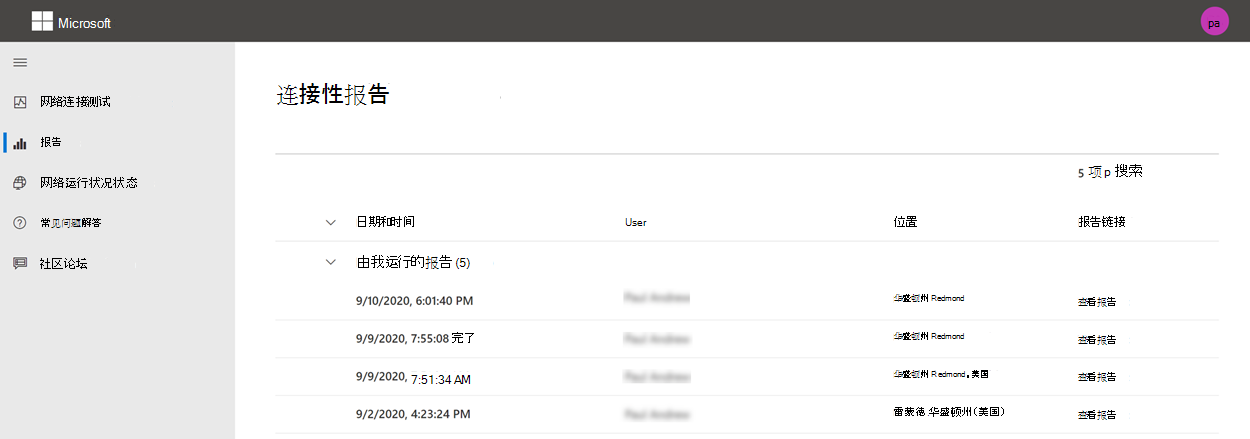 Microsoft
pa
网络连接测试
报告
网络运行状况状态
常见问题解答
社区论坛
连接性报告
5 项 p 搜索
日期和时间 User 位置 报告链接
由我运行的报告 (5)
9/10/2020, 6:01:40 PM 华盛顿州 Redmond 查看报告
9/9/2020, 7:55:08 完了 华盛顿州 Redmond 查看报告
9/9/2020, 7:51:34 AM 华盛顿州 Redmond, 美国 查看报告
9/2/2020, 4:23:24 PM 雷蒙德 华盛顿州(美国) 查看报告